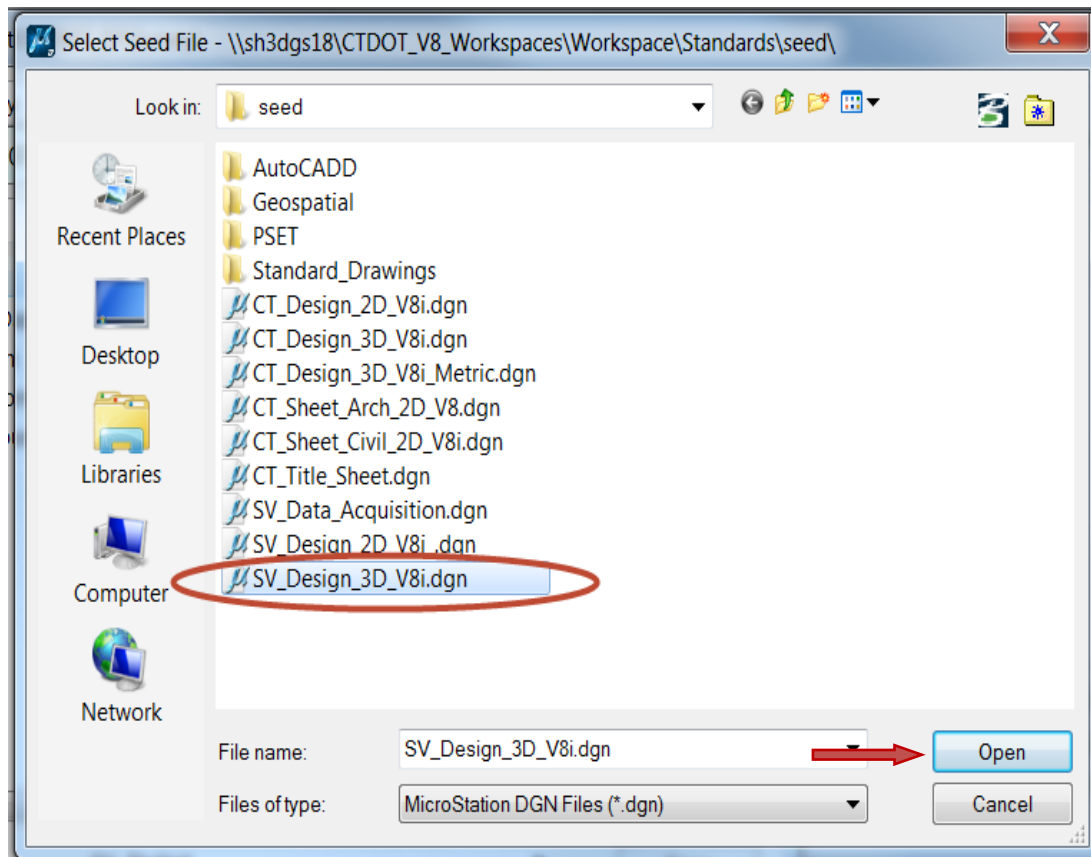 Select Seed File - \\sh3dgs18\CTDOT_V8_Workspaces\Workspace\Standards\seed\
Look in: seed
Recent Places
Desktop
Libraries
Computer
Network
AutoCADD
Geospatial
PSET
Standard_Drawings
CT_Design_2D_V8i.dgn
CT_Design_3D_V8i.dgn
CT_Design_3D_V8i_Metric.dgn
CT_Sheet_Arch_2D_V8.dgn
CT_Sheet_Civil_2D_V8i.dgn
CT_Title_Sheet.dgn
SV_Data_Acquisition.dgn
SV_Design_2D_V8i_.dgn
SV_Design_3D_V8i.dgn
File name: SV_Design_3D_V8i.dgn Open
Files of type: MicroStation DGN Files (*.dgn) Cancel